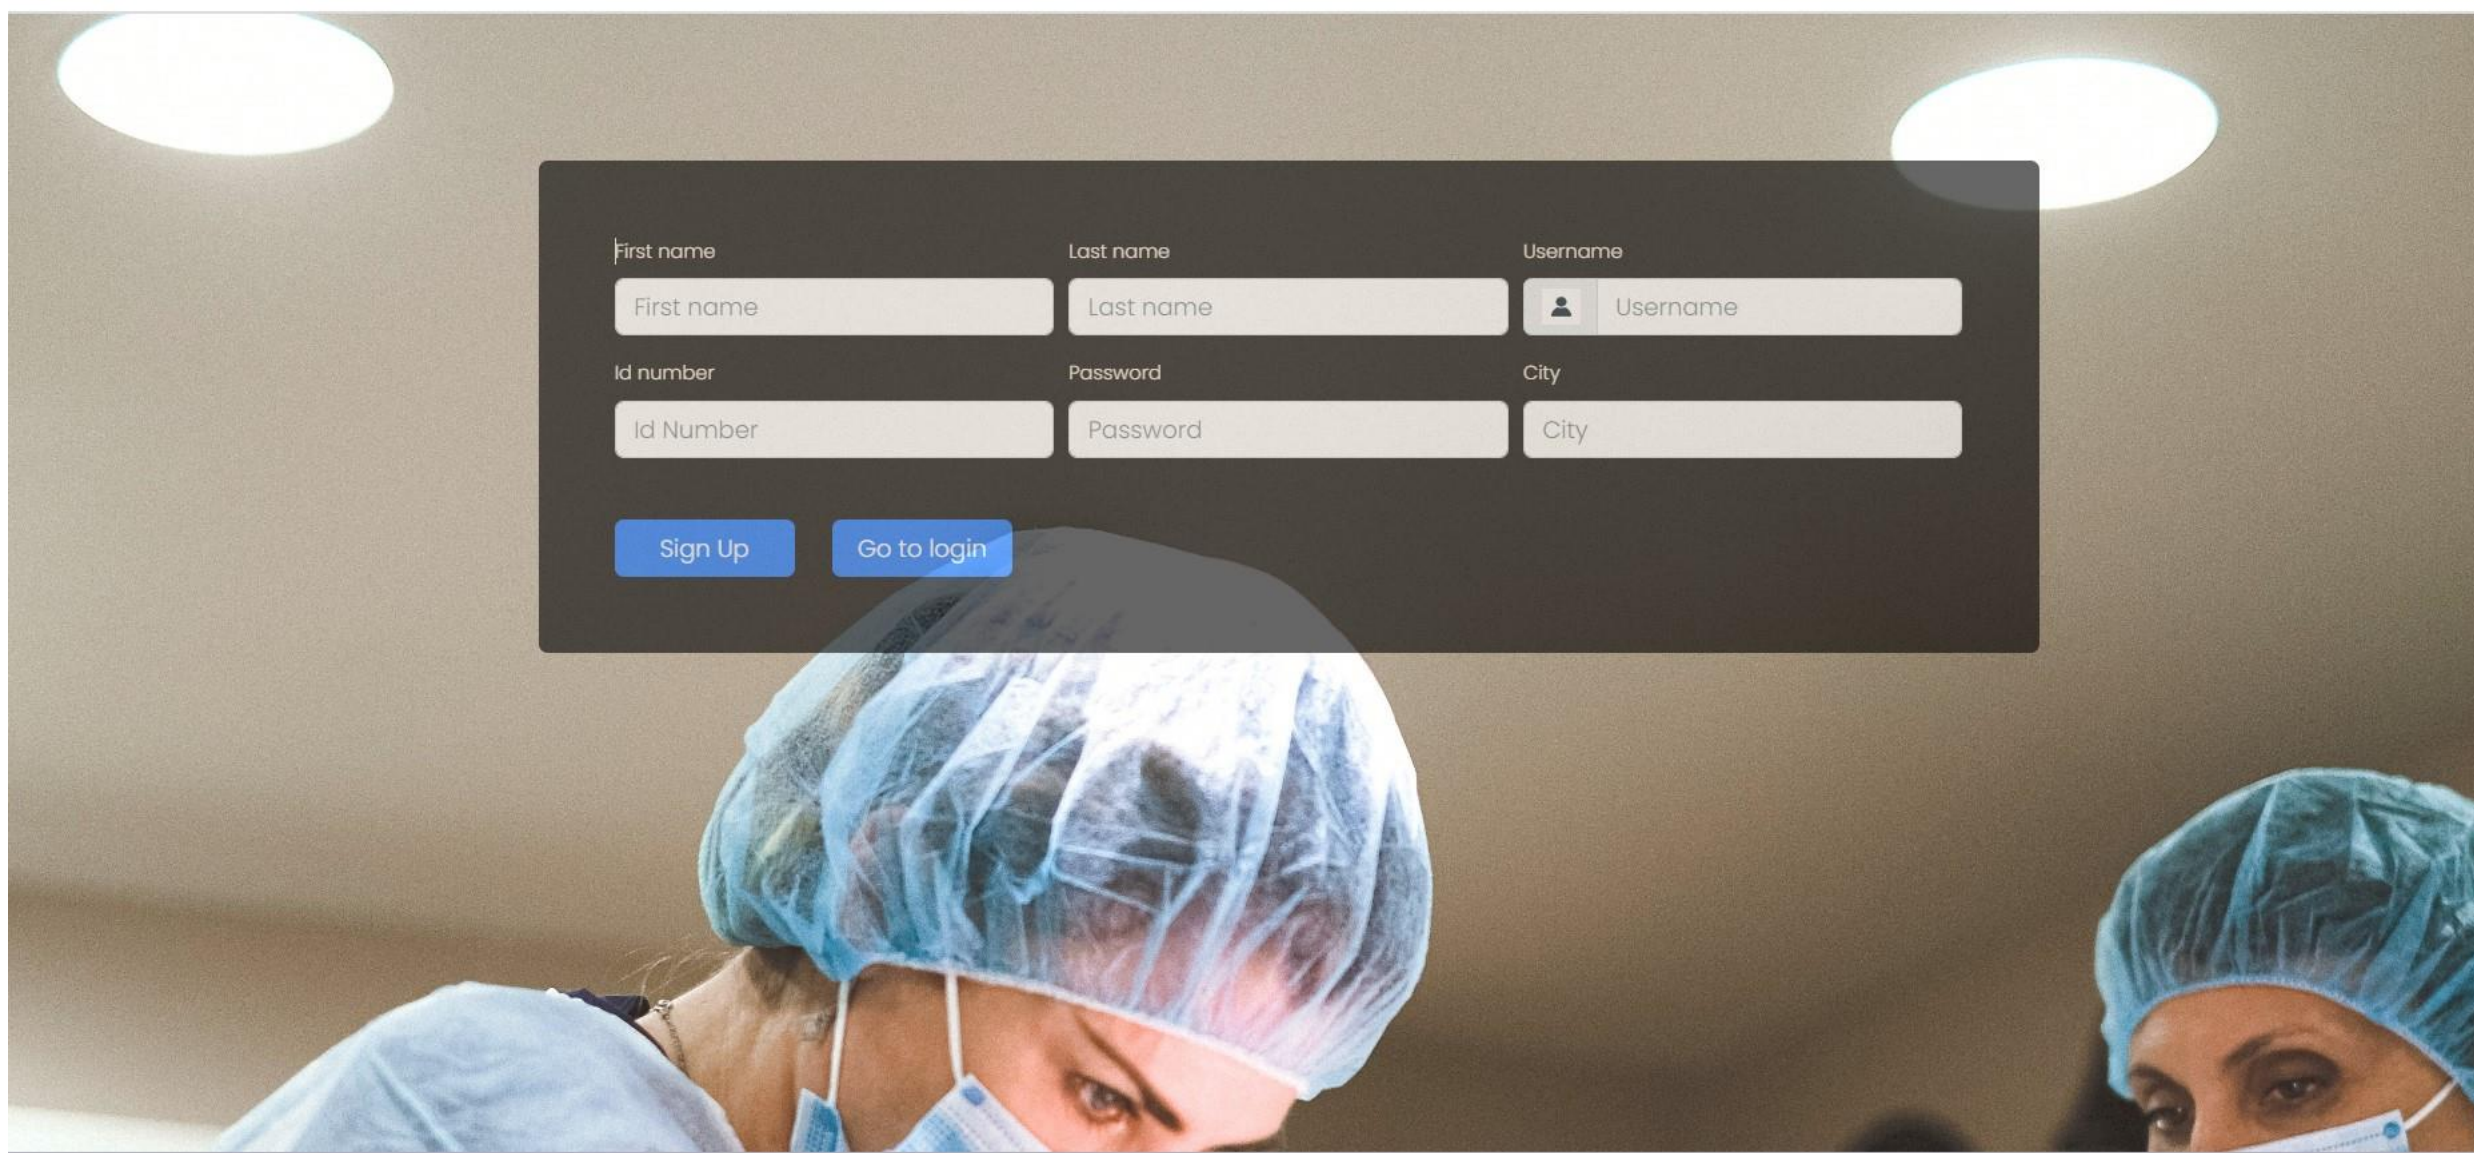 First name Last name Username
First name Last name Username
Id number Password City
Id Number Password City
Sign Up Go to login